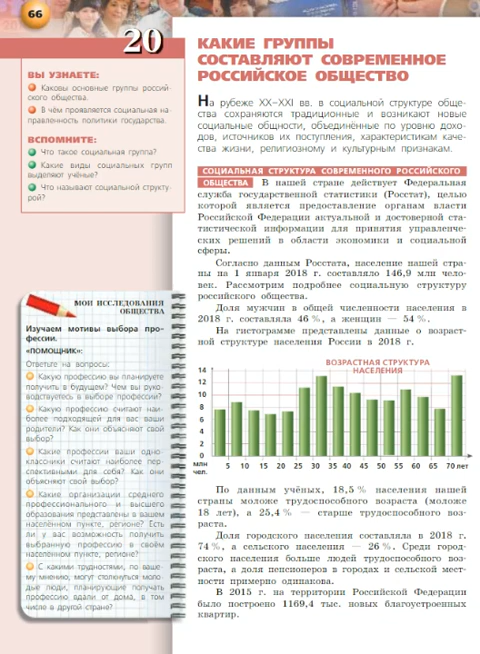 66
20
КАКИЕ ГРУППЫ
СОСТАВЛЯЮТ СОВРЕМЕННОЕ
РОССИЙСКОЕ ОБЩЕСТВО
ВЫ УЗНАЕТЕ:
Каковы основные группы россий-
ского общества.
В чём проявляется социальная на-
правленность политики государства.
ВСПОМНИТЕ:
Что такое социальная группа?
Какие виды социальных групп
выделяют учёные?
Что называют социальной структу-
рой?
На рубеже XX–XXI вв. в социальной структуре обще-
ства сохраняются традиционные и возникают новые
социальные общности, объединённые по уровню дохо-
дов, источников их поступления, характеристикам каче-
ства жизни, религиозному и культурным признакам.
СОЦИАЛЬНАЯ СТРУКТУРА СОВРЕМЕННОГО РОССИЙСКОГО
ОБЩЕСТВА В нашей стране действует Федеральная
служба государственной статистики (Росстат), целью
которой является предоставление органам власти
Российской Федерации актуальной и достоверной ста-
тистической информации для принятия управленче-
ских решений в области экономики и социальной
сферы.
Согласно данным Росстата, население нашей стра-
ны на 1 января 2018 г. составляло 146,9 млн чело-
век. Рассмотрим подробнее социальную структуру
российского общества.
Доля мужчин в общей численности населения в
2018 г. составляла 46 %, а женщин — 54 %.
На гистограмме представлены данные о возраст-
ной структуре населения России в 2018 г.
МОИ ИССЛЕДОВАНИЯ
ОБЩЕСТВА
Изучаем мотивы выбора про-
фессии.
«ПОМОЩНИК»:
Ответьте на вопросы:
Какую профессию вы планируете
получить в будущем? Чем вы руко-
водствуетесь в выборе профессии?
Какую профессию считают наи-
более подходящей для вас ваши
родители? Как они объясняют свой
выбор?
Какие профессии ваши одно-
классники считают наиболее пер-
спективными для себя? Как они
объясняют свой выбор?
Какие организации среднего
профессионального и высшего
образования представлены в вашем
населённом пункте, регионе? Есть
ли у вас возможность получить
выбранную профессию в своём
населённом пункте, регионе?
С какими трудностями, по ваше-
му мнению, могут столкнуться моло-
дые люди, планирующие получать
профессию вдали от дома, в том
числе в другой стране?
ВОЗРАСТНАЯ СТРУКТУРА
НАСЕЛЕНИЯ
14
12
10
8
6
4
2
0
млн
чел.
5 10 15 20 25 30 35 40 45 50 55 60 65 70 лет
По данным учёных, 18,5 % населения нашей
страны моложе трудоспособного возраста (моложе
18 лет), а 25,4 % — старше трудоспособного воз-
раста.
Доля городского населения составляла в 2018 г.
74 %, а сельского населения — 26 %. Среди город-
ского населения больше людей трудоспособного воз-
раста, а доля пенсионеров в городах и сельской мест-
ности примерно одинакова.
В 2015 г. на территории Российской Федерации
было построено 1169,4 тыс. новых благоустроенных
квартир.